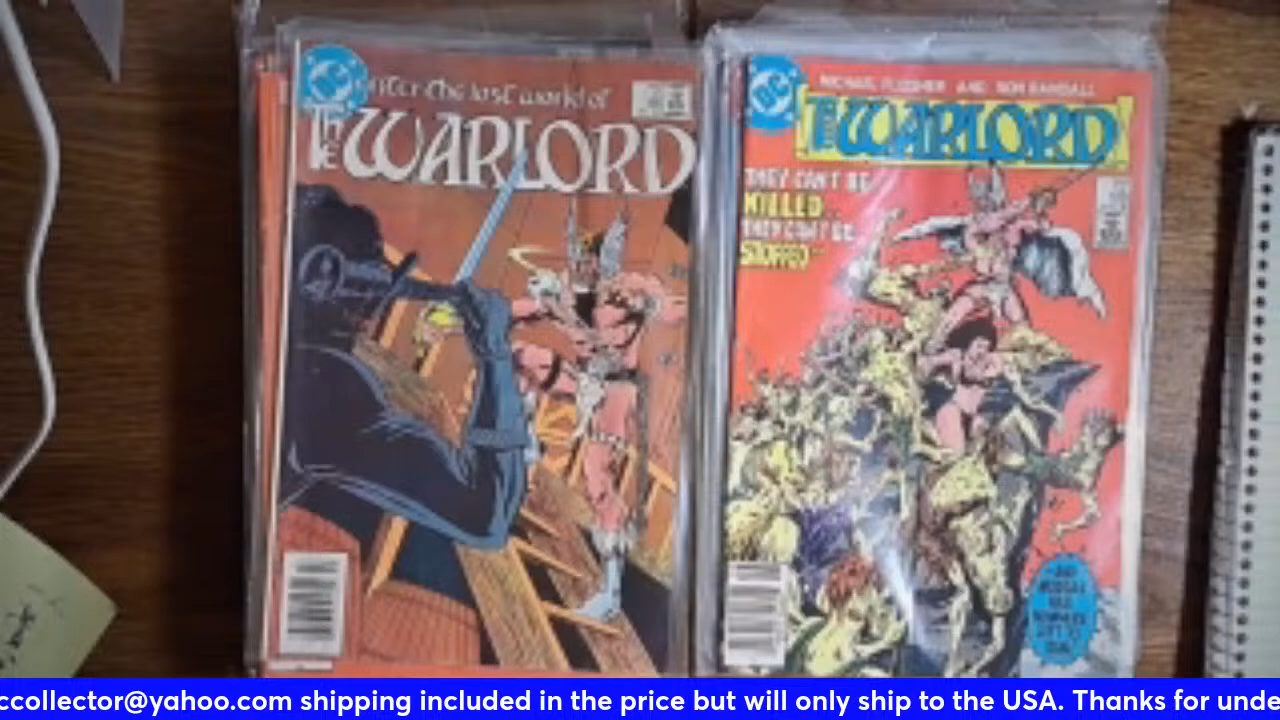 DC
Enter the lost world of
THE WARLORD
DC
MICHAEL FLEISHER AND RON RANDALL
THE WARLORD
THEY CAN'T BE
KILLED..
THEY CAN'T BE
STOPPED--
ccollector@yahoo.com shipping included in the price but will only ship to the USA. Thanks for unde